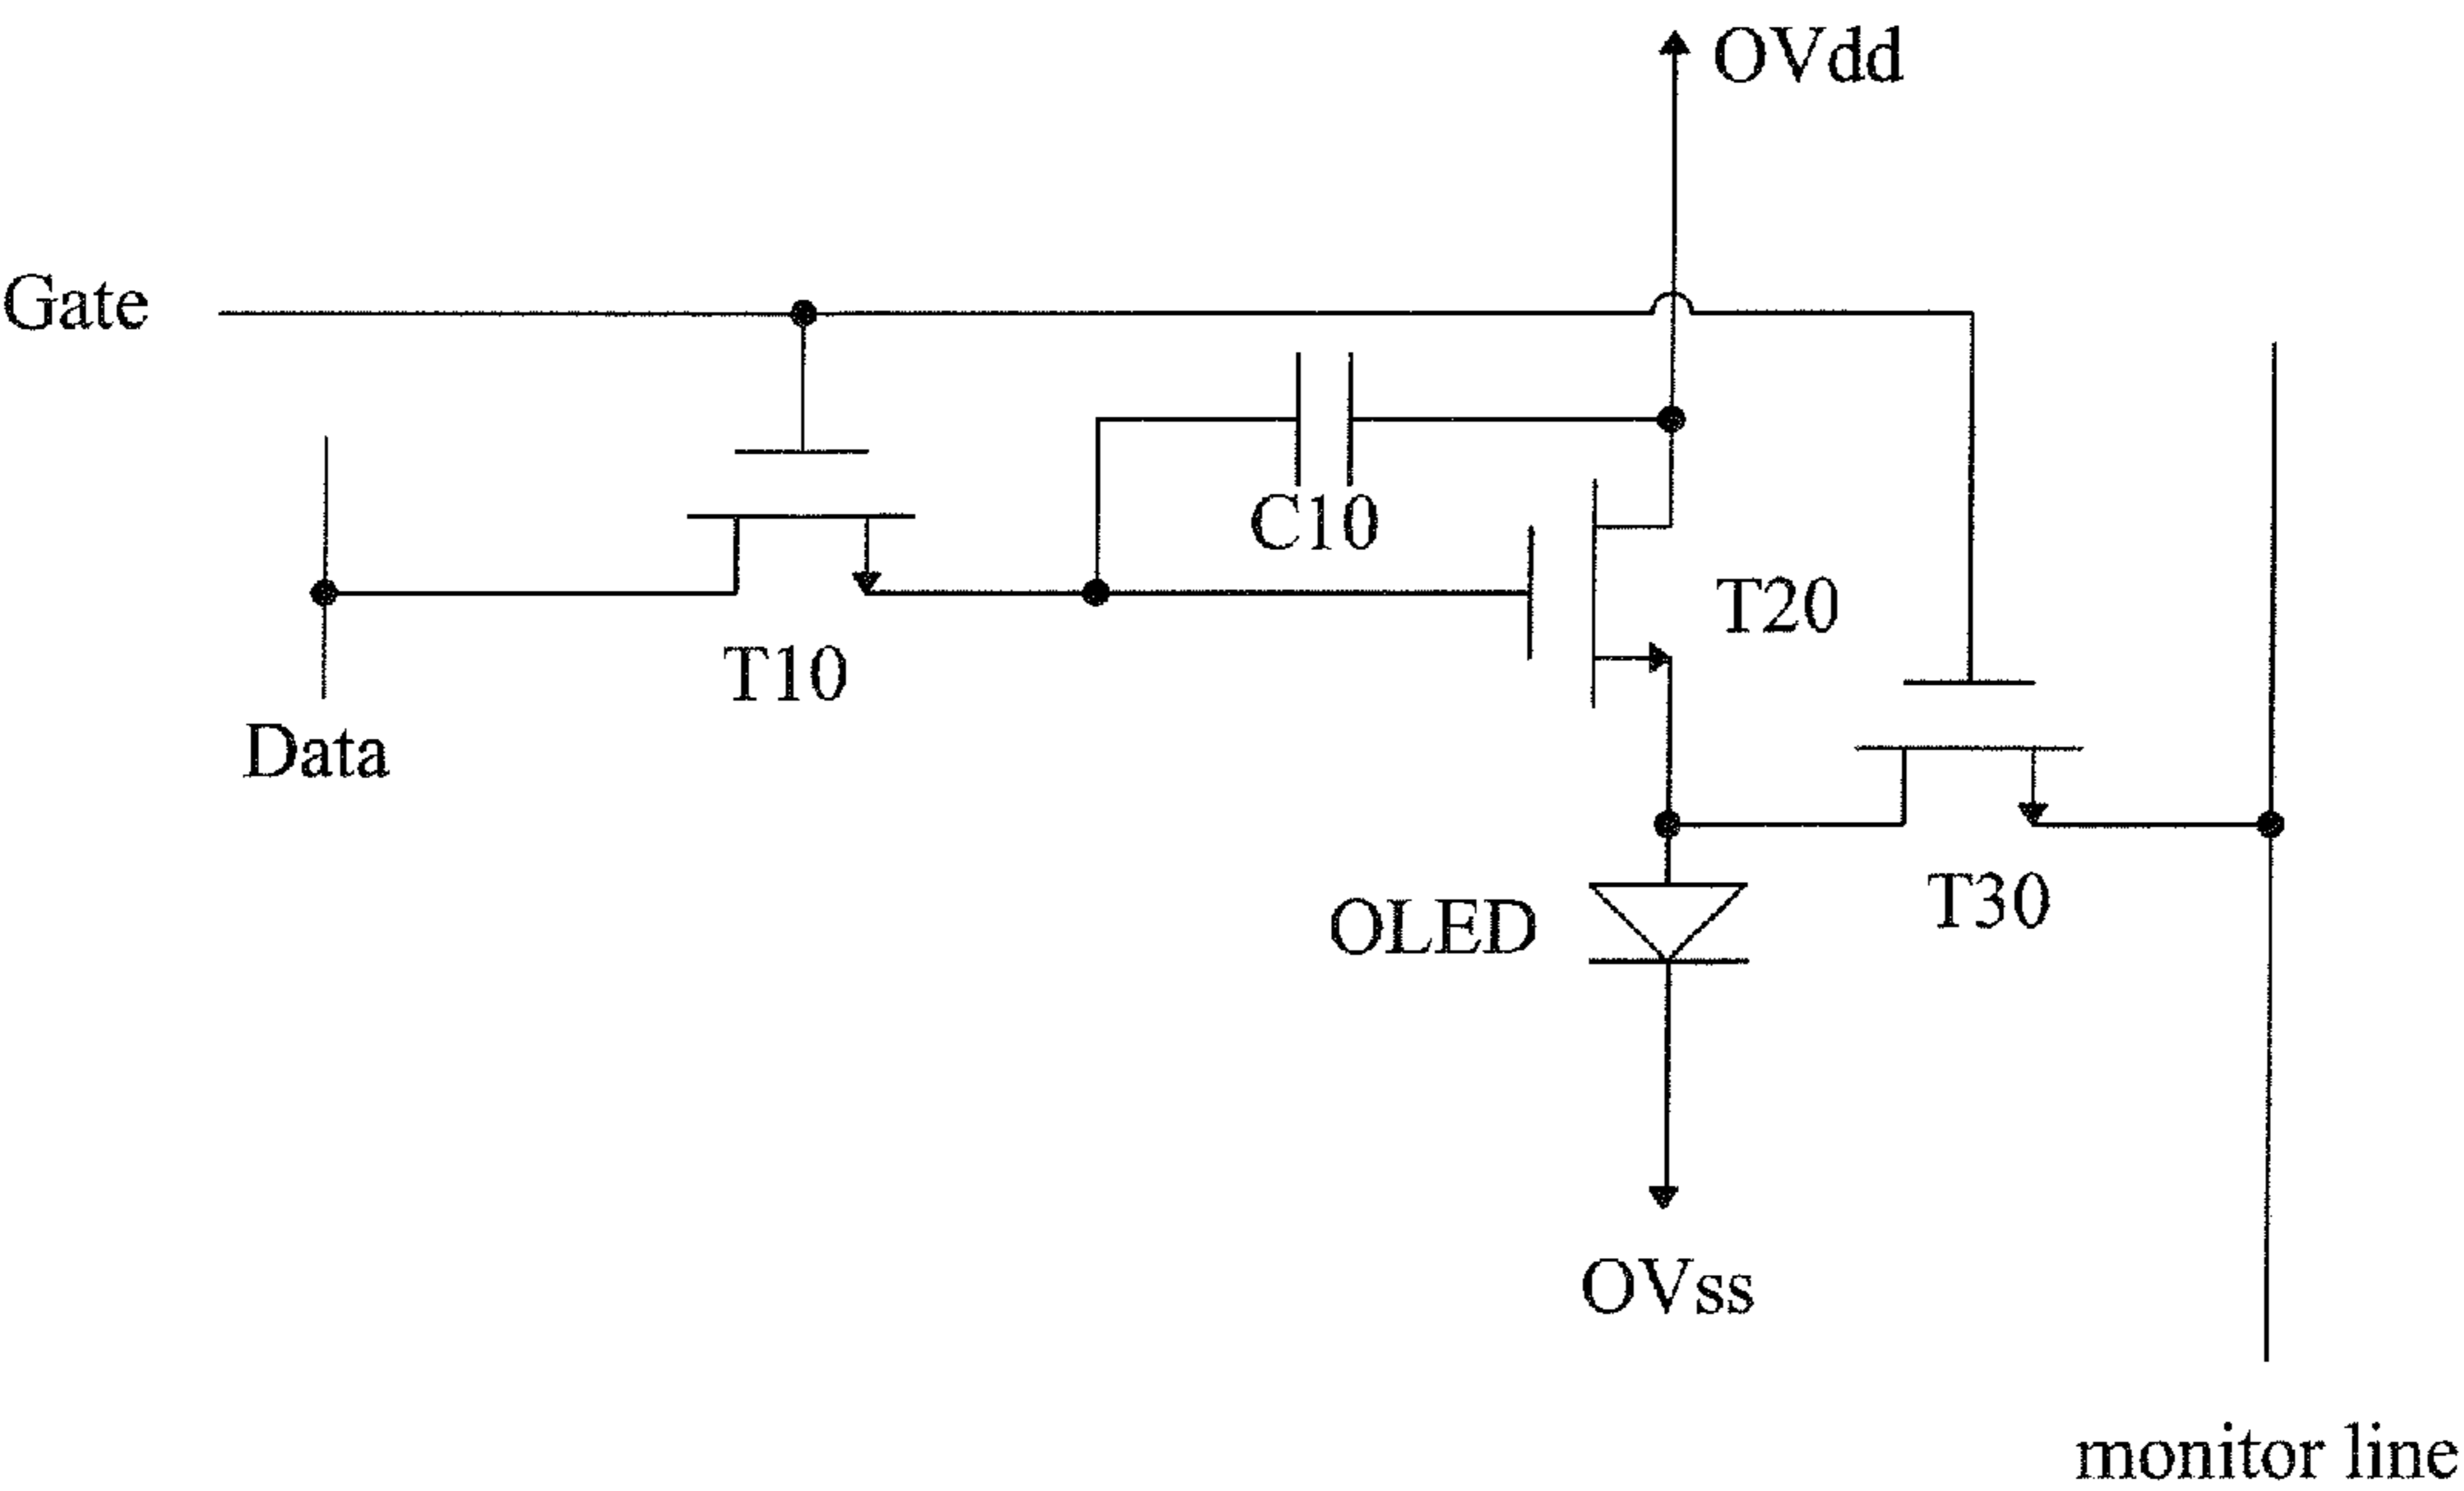 OVdd
Gate
C10
T20
T10
Data
T30
OLED
OVss
monitor line